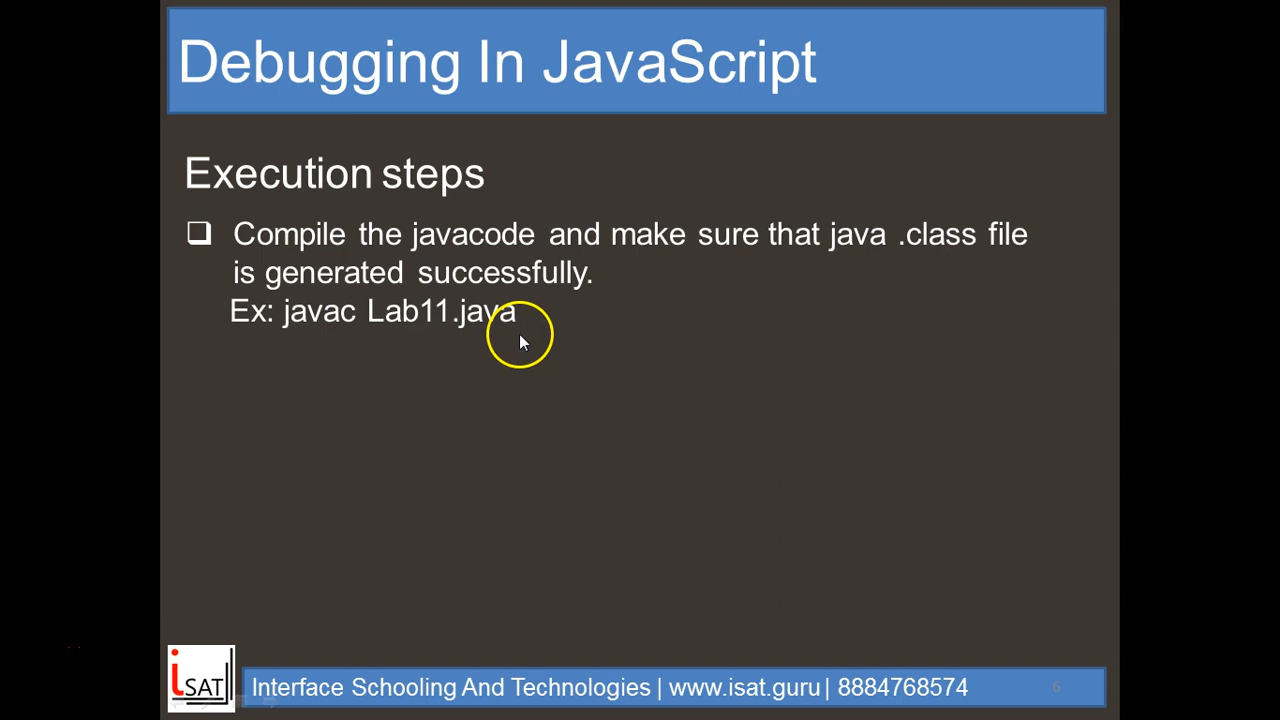 Debugging In JavaScript
Execution steps
Compile the javacode and make sure that java .class file
is generated successfully.
Ex: javac Lab11.java
iSAT
Interface Schooling And Technologies | www.isat.guru | 8884768574
6